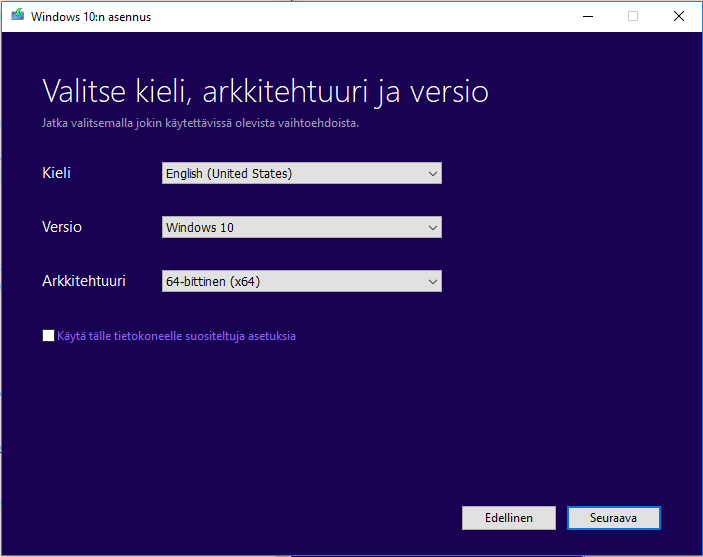 Windows 10:n asennus
Valitse kieli, arkkitehtuuri ja versio
Jatka valitsemalla jokin käytettävissä olevista vaihtoehdoista.
Kieli English (United States)
Versio Windows 10
Arkkitehtuuri 64-bittinen (x64)
Käytä tälle tietokoneelle suositeltuja asetuksia
Edellinen Seuraava